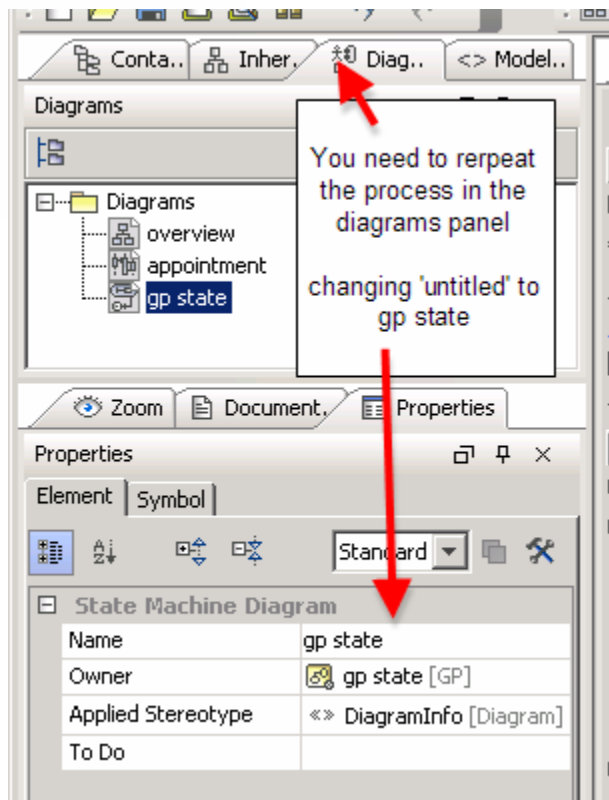 Conta.. Inher. Diag.. <> Model..
Diagrams
You need to rerpeat
the process in the
diagrams panel
changing 'untitled' to
gp state
Diagrams
overview
appointment
gp state
Zoom Document. Properties
Properties
Element Symbol
Standard
State Machine Diagram
Name gp state
Owner gp state [GP]
Applied Stereotype «» DiagramInfo [Diagram]
To Do